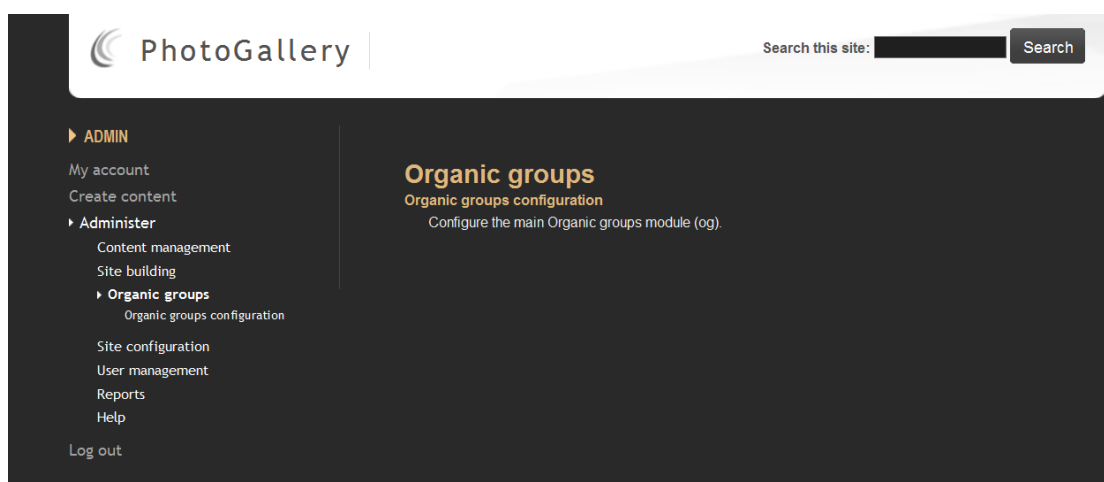 PhotoGallery
Search this site:
Search
ADMIN
My account
Create content
Administer
Content management
Site building
Organic groups
Organic groups configuration
Site configuration
User management
Reports
Help
Log out
Organic groups
Organic groups configuration
Configure the main Organic groups module (og).